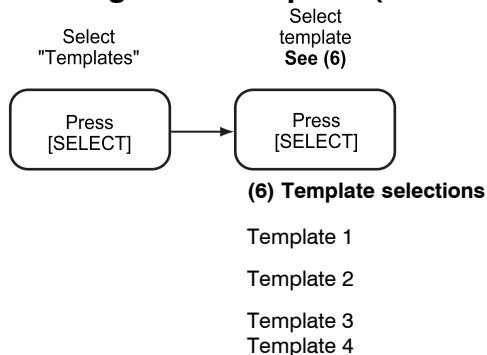 Select
"Templates"
Select
template
See (6)
Press
[SELECT]
Press
[SELECT]
(6) Template selections
Template 1
Template 2
Template 3
Template 4